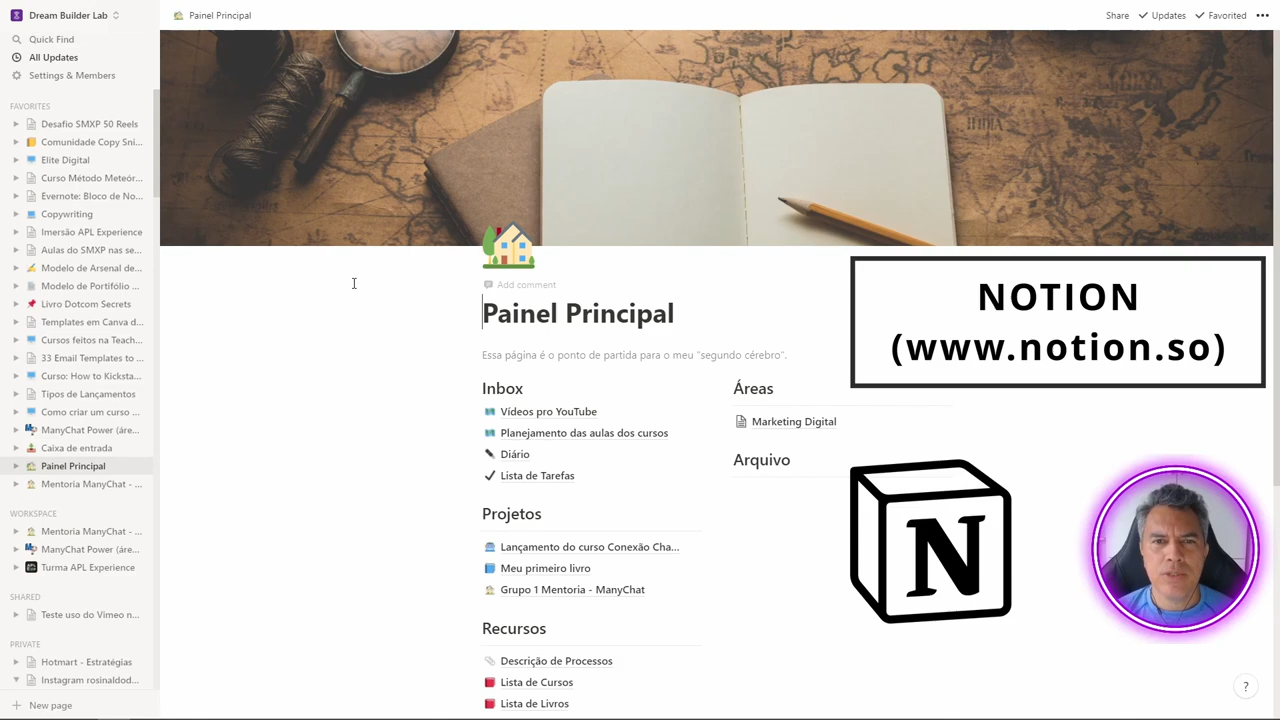 Dream Builder Lab
Quick Find
All Updates
Settings & Members
FAVORITES
Desafio SMXP 50 Reels
Comunidade Copy Sni...
Elite Digital
Curso Método Meteór...
Evernote: Bloco de No...
Copywriting
Imersão APL Experience
Aulas do SMXP nas se...
Modelo de Arsenal de...
Modelo de Portifólio ...
Livro Dotcom Secrets
Templates em Canva d...
Cursos feitos na Teach...
33 Email Templates to ...
Curso: How to Kicksta...
Tipos de Lançamentos
Como criar um curso ...
ManyChat Power (áre...
Caixa de entrada
Painel Principal
Mentoria ManyChat - ...
WORKSPACE
Mentoria ManyChat - ...
ManyChat Power (áre...
Turma APL Experience
SHARED
Teste uso do Vimeo n...
PRIVATE
Hotmart - Estratégias
Instagram rosinaldod...
New page
Painel Principal
Share Updates Favorited
INDIA
Add comment
Painel Principal
Essa página é o ponto de partida para o meu "segundo cérebro".
Inbox
Vídeos pro YouTube
Planejamento das aulas dos cursos
Diário
Lista de Tarefas
Projetos
Lançamento do curso Conexão Cha...
Meu primeiro livro
Grupo 1 Mentoria - ManyChat
Recursos
Descrição de Processos
Lista de Cursos
Lista de Livros
Áreas
Marketing Digital
Arquivo
NOTION
(www.notion.so)
N
?